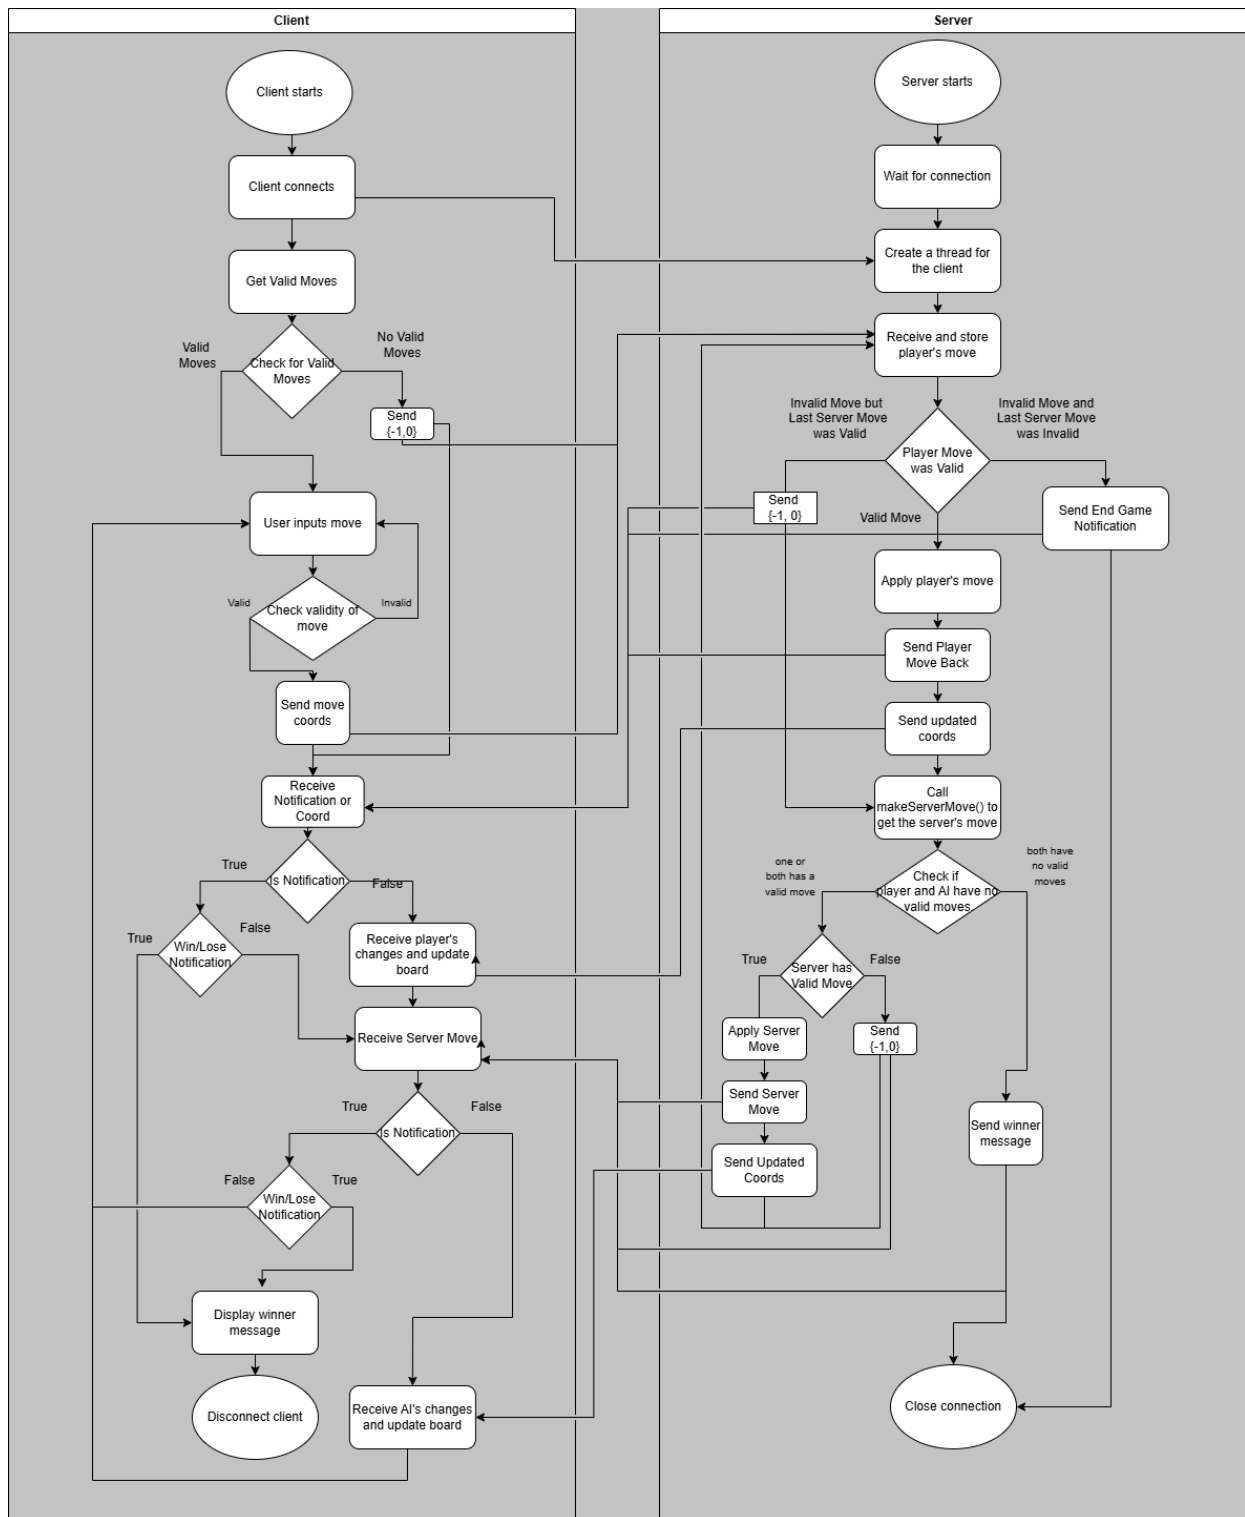 Client
Server
Client starts
Server starts
Client connects
Wait for connection
Get Valid Moves
Create a thread for
the client
Valid
Moves
No Valid
Moves
Check for Valid
Moves
Receive and store
player's move
Send
{-1,0}
Invalid Move but
Last Server Move
was Valid
Invalid Move and
Last Server Move
was Invalid
Player Move
was Valid
User inputs move
Send
{-1, 0}
Valid Move
Send End Game
Notification
Valid
Invalid
Check validity of
move
Apply player's move
Send Player
Move Back
Send move
coords
Send updated
coords
Receive
Notification or
Coord
Call
makeServerMove() to
get the server's move
True
Is Notification
False
one or
both has a
valid move
both have
no valid
moves
Check if
player and AI have no
valid moves
True
Win/Lose
Notification
False
Receive player's
changes and update
board
True
Server has
Valid Move
False
Receive Server Move
Apply Server
Move
Send
{-1,0}
True
Is Notification
False
Send Server
Move
Send winner
message
False
Win/Lose
Notification
True
Send Updated
Coords
Display winner
message
Disconnect client
Receive AI's changes
and update board
Close connection